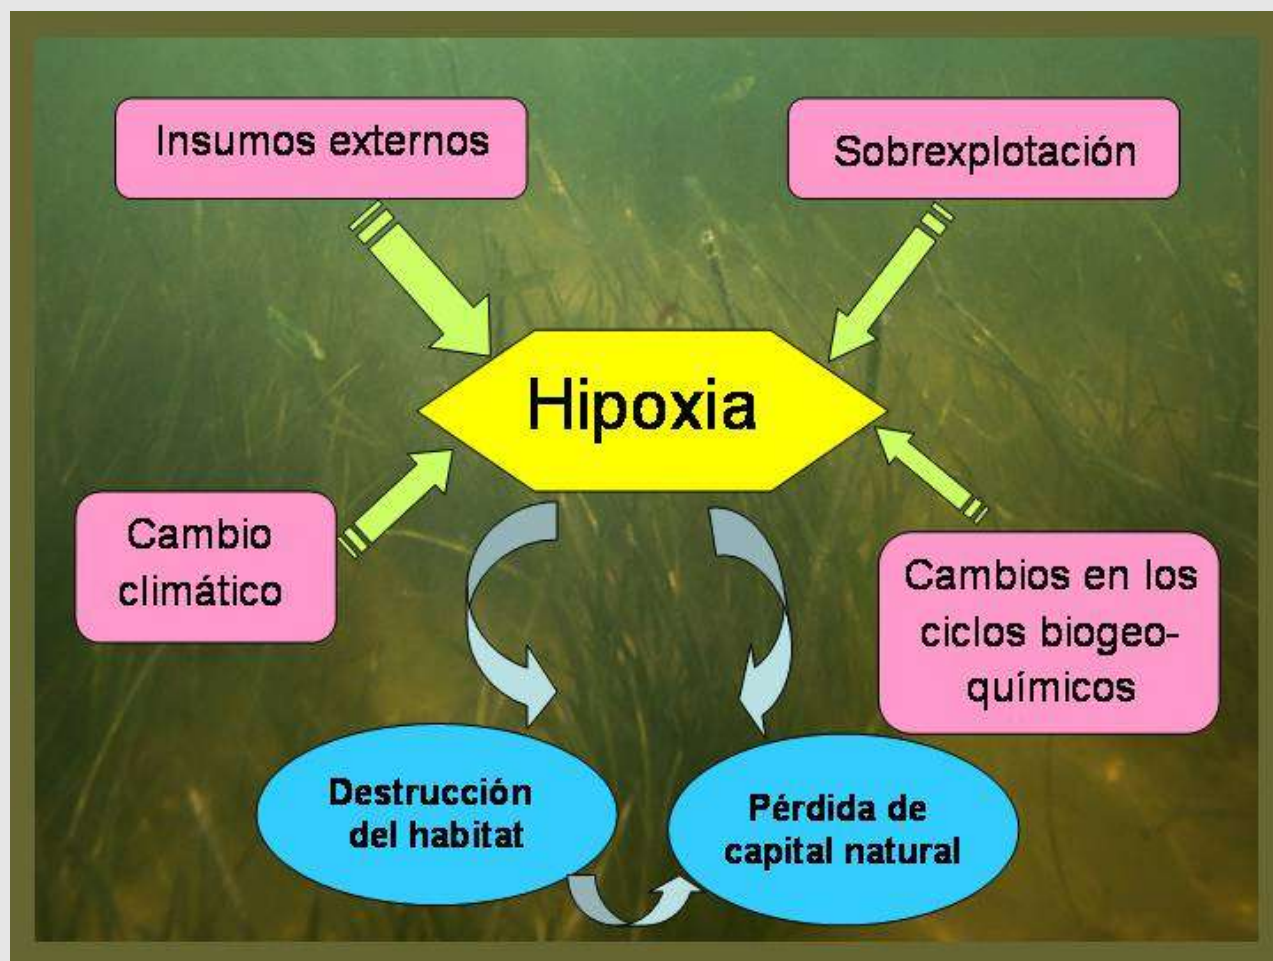 Insumos externos
Sobrexplotación
Hipoxia
Cambio
climático
Cambios en los
ciclos biogeo-
químicos
Destrucción
del habitat
Pérdida de
capital natural